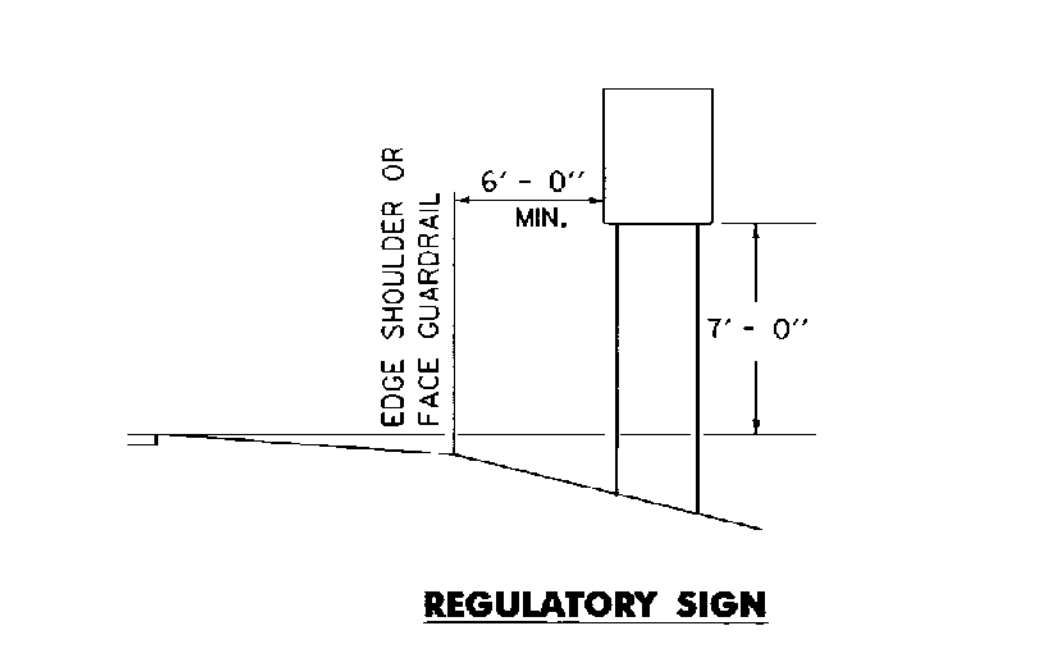 EDGE SHOULDER OR
FACE GUARDRAIL
6' - 0"
MIN.
7' - 0"
REGULATORY SIGN